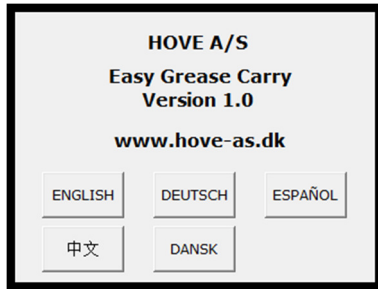 HOVE A/S
Easy Grease Carry
Version 1.0
www.hove-as.dk
ENGLISH DEUTSCH ESPAÑOL
中文 DANSK